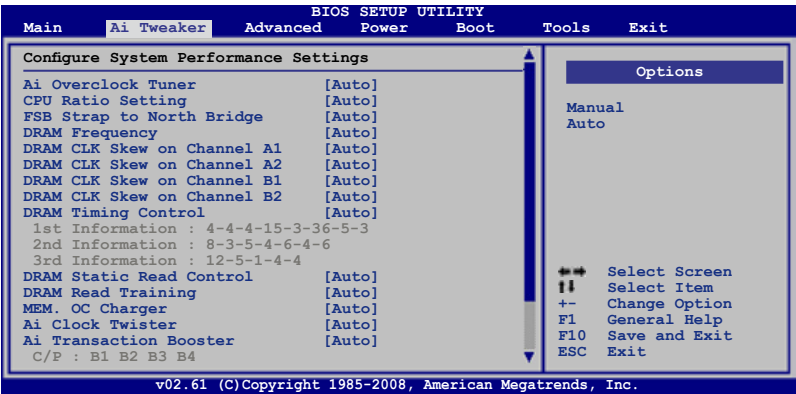 BIOS SETUP UTILITY
Main Ai Tweaker Advanced Power Boot Tools Exit
Configure System Performance Settings
Ai Overclock Tuner [Auto]
CPU Ratio Setting [Auto]
FSB Strap to North Bridge [Auto]
DRAM Frequency [Auto]
DRAM CLK Skew on Channel A1 [Auto]
DRAM CLK Skew on Channel A2 [Auto]
DRAM CLK Skew on Channel B1 [Auto]
DRAM CLK Skew on Channel B2 [Auto]
DRAM Timing Control [Auto]
1st Information : 4-4-4-15-3-36-5-3
2nd Information : 8-3-5-4-6-4-6
3rd Information : 12-5-1-4-4
DRAM Static Read Control [Auto]
DRAM Read Training [Auto]
MEM. OC Charger [Auto]
Ai Clock Twister [Auto]
Ai Transaction Booster [Auto]
C/P : B1 B2 B3 B4
Options
Manual
Auto
Select Screen
Select Item
+- Change Option
F1 General Help
F10 Save and Exit
ESC Exit
v02.61 (C)Copyright 1985-2008, American Megatrends, Inc.